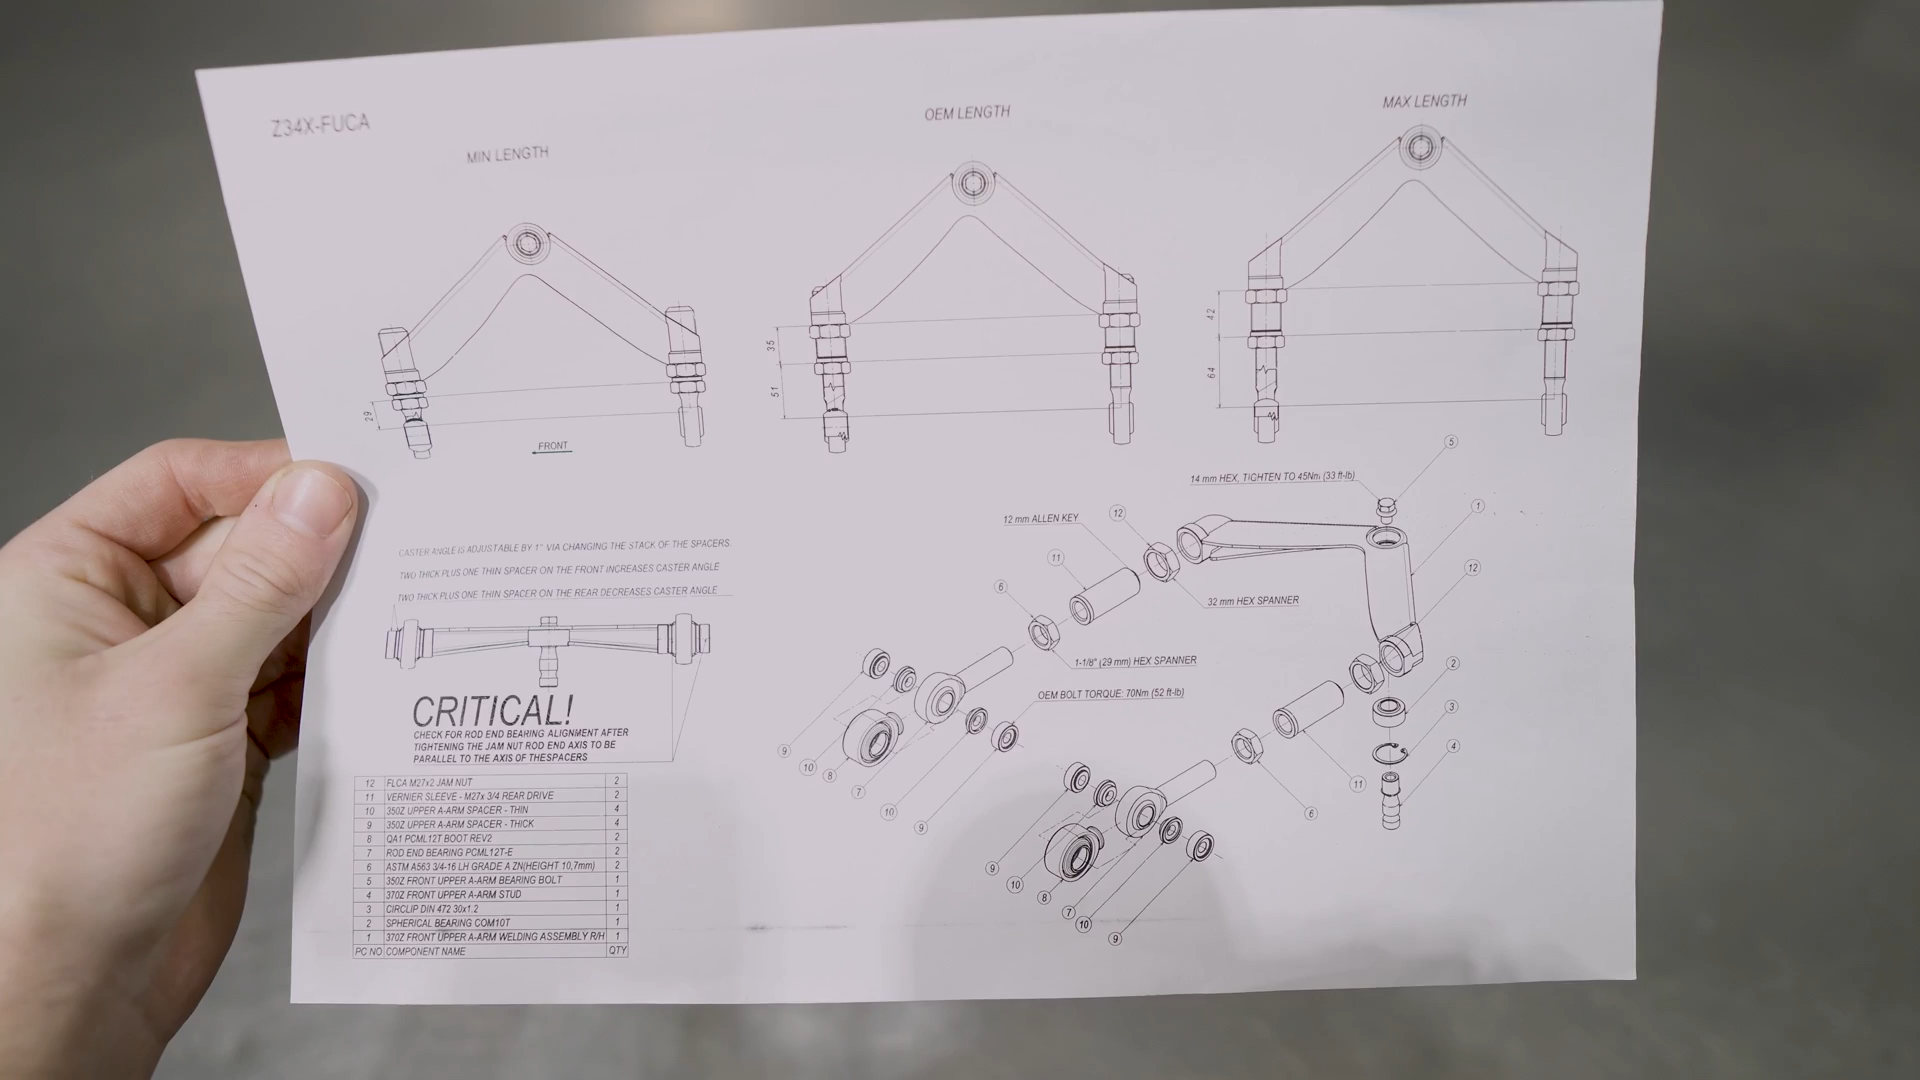 Z34X-FUCA
MIN LENGTH
OEM LENGTH
MAX LENGTH
29
FRONT
35
51
42
64
CASTER ANGLE IS ADJUSTABLE BY 1° VIA CHANGING THE STACK OF THE SPACERS.
TWO THICK PLUS ONE THIN SPACER ON THE FRONT INCREASES CASTER ANGLE
TWO THICK PLUS ONE THIN SPACER ON THE REAR DECREASES CASTER ANGLE
CRITICAL!
CHECK FOR ROD END BEARING ALIGNMENT AFTER
TIGHTENING THE JAM NUT ROD END AXIS TO BE
PARALLEL TO THE AXIS OF THESPACERS
12 FLCA M27x2 JAM NUT 2
11 VERNIER SLEEVE - M27x 3/4 REAR DRIVE 2
10 350Z UPPER A-ARM SPACER - THIN 4
9 350Z UPPER A-ARM SPACER - THICK 4
8 QA1 PCML12T BOOT REV2 2
7 ROD END BEARING PCML12T-E 2
6 ASTM A563 3/4-16 LH GRADE A ZN(HEIGHT 10,7mm) 2
5 350Z FRONT UPPER A-ARM BEARING BOLT 1
4 370Z FRONT UPPER A-ARM STUD 1
3 CIRCLIP DIN 472 30x1.2 1
2 SPHERICAL BEARING COM10T 1
1 370Z FRONT UPPER A-ARM WELDING ASSEMBLY R/H 1
PC NO COMPONENT NAME QTY
5
14 mm HEX, TIGHTEN TO 45Nm (33 ft-lb)
1
12 mm ALLEN KEY
12
11
12
6
32 mm HEX SPANNER
1-1/8" (29 mm) HEX SPANNER
2
OEM BOLT TORQUE: 70Nm (52 ft-lb)
3
4
9
10
8
7
10
9
11
6
9
10
8
7
10
9